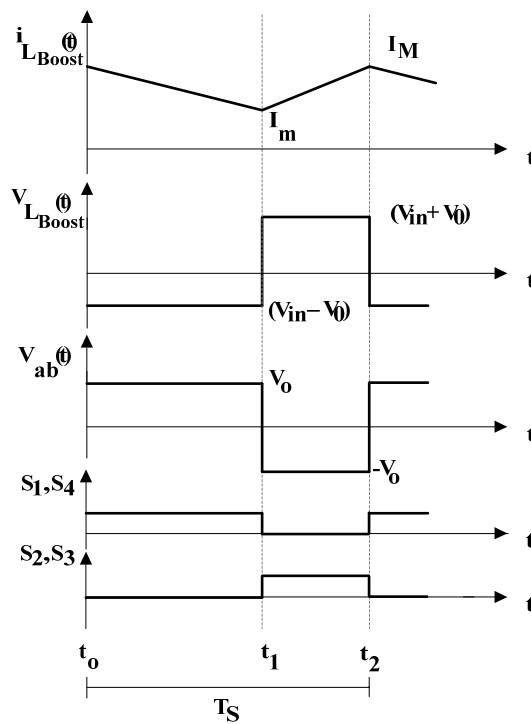 i_LBoost(t)
I_M
I_m
t
V_LBoost(t)
(V_in+V_0)
t
(V_in−V_0)
V_ab(t)
V_o
t
-V_o
S_1,S_4
t
S_2,S_3
t
t_o t_1 t_2
T_S